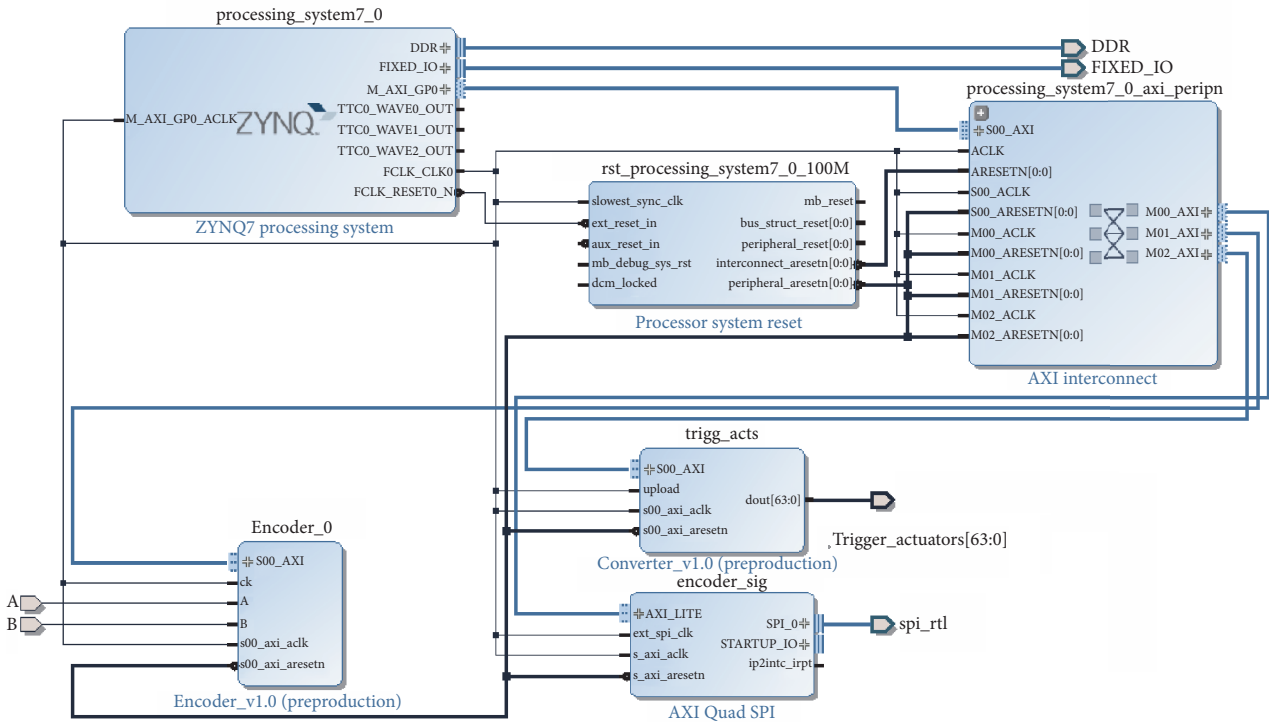 processing_system7_0
DDR
FIXED_IO
M_AXI_GP0
M_AXI_GP0_ACLK
ZYNQ
TTC0_WAVE0_OUT
TTC0_WAVE1_OUT
TTC0_WAVE2_OUT
FCLK_CLK0
FCLK_RESET0_N
ZYNQ7 processing system
DDR
FIXED_IO
processing_system7_0_axi_peripn
S00_AXI
ACLK
ARESETN[0:0]
S00_ACLK
S00_ARESETN[0:0]
M00_ACLK
M00_ARESETN[0:0]
M01_ACLK
M01_ARESETN[0:0]
M02_ACLK
M02_ARESETN[0:0]
M00_AXI
M01_AXI
M02_AXI
AXI interconnect
rst_processing_system7_0_100M
slowest_sync_clk
ext_reset_in
aux_reset_in
mb_debug_sys_rst
dcm_locked
mb_reset
bus_struct_reset[0:0]
peripheral_reset[0:0]
interconnect_aresetn[0:0]
peripheral_aresetn[0:0]
Processor system reset
trigg_acts
S00_AXI
upload
s00_axi_aclk
s00_axi_aresetn
dout[63:0]
Trigger_actuators[63:0]
Converter_v1.0 (preproduction)
Encoder_0
S00_AXI
ck
A
B
s00_axi_aclk
s00_axi_aresetn
A
B
Encoder_v1.0 (preproduction)
encoder_sig
AXI_LITE
ext_spi_clk
s_axi_aclk
s_axi_aresetn
SPI_0
STARTUP_IO
ip2intc_irpt
spi_rtl
AXI Quad SPI